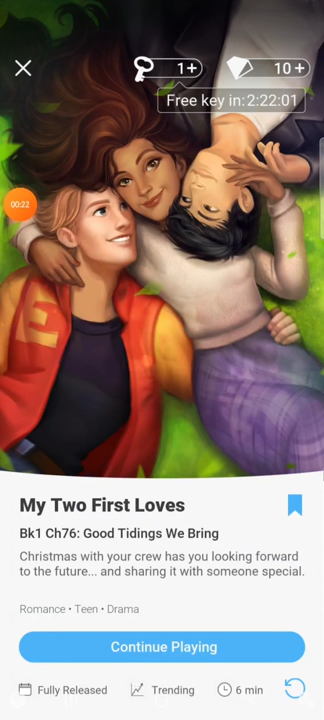 1+
10+
Free key in:2:22:01
00:22
E
My Two First Loves
Bk1 Ch76: Good Tidings We Bring
Christmas with your crew has you looking forward
to the future... and sharing it with someone special.
Romance • Teen • Drama
Continue Playing
Fully Released
Trending
6 min